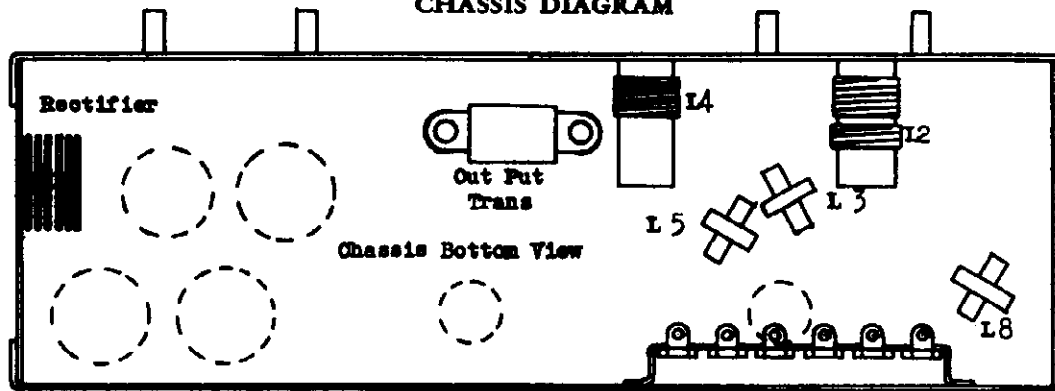 CHASSIS DIAGRAM
Rectifier
L4
L2
Out Put
Trans
L 5
L 3
Chassis Bottom View
L8